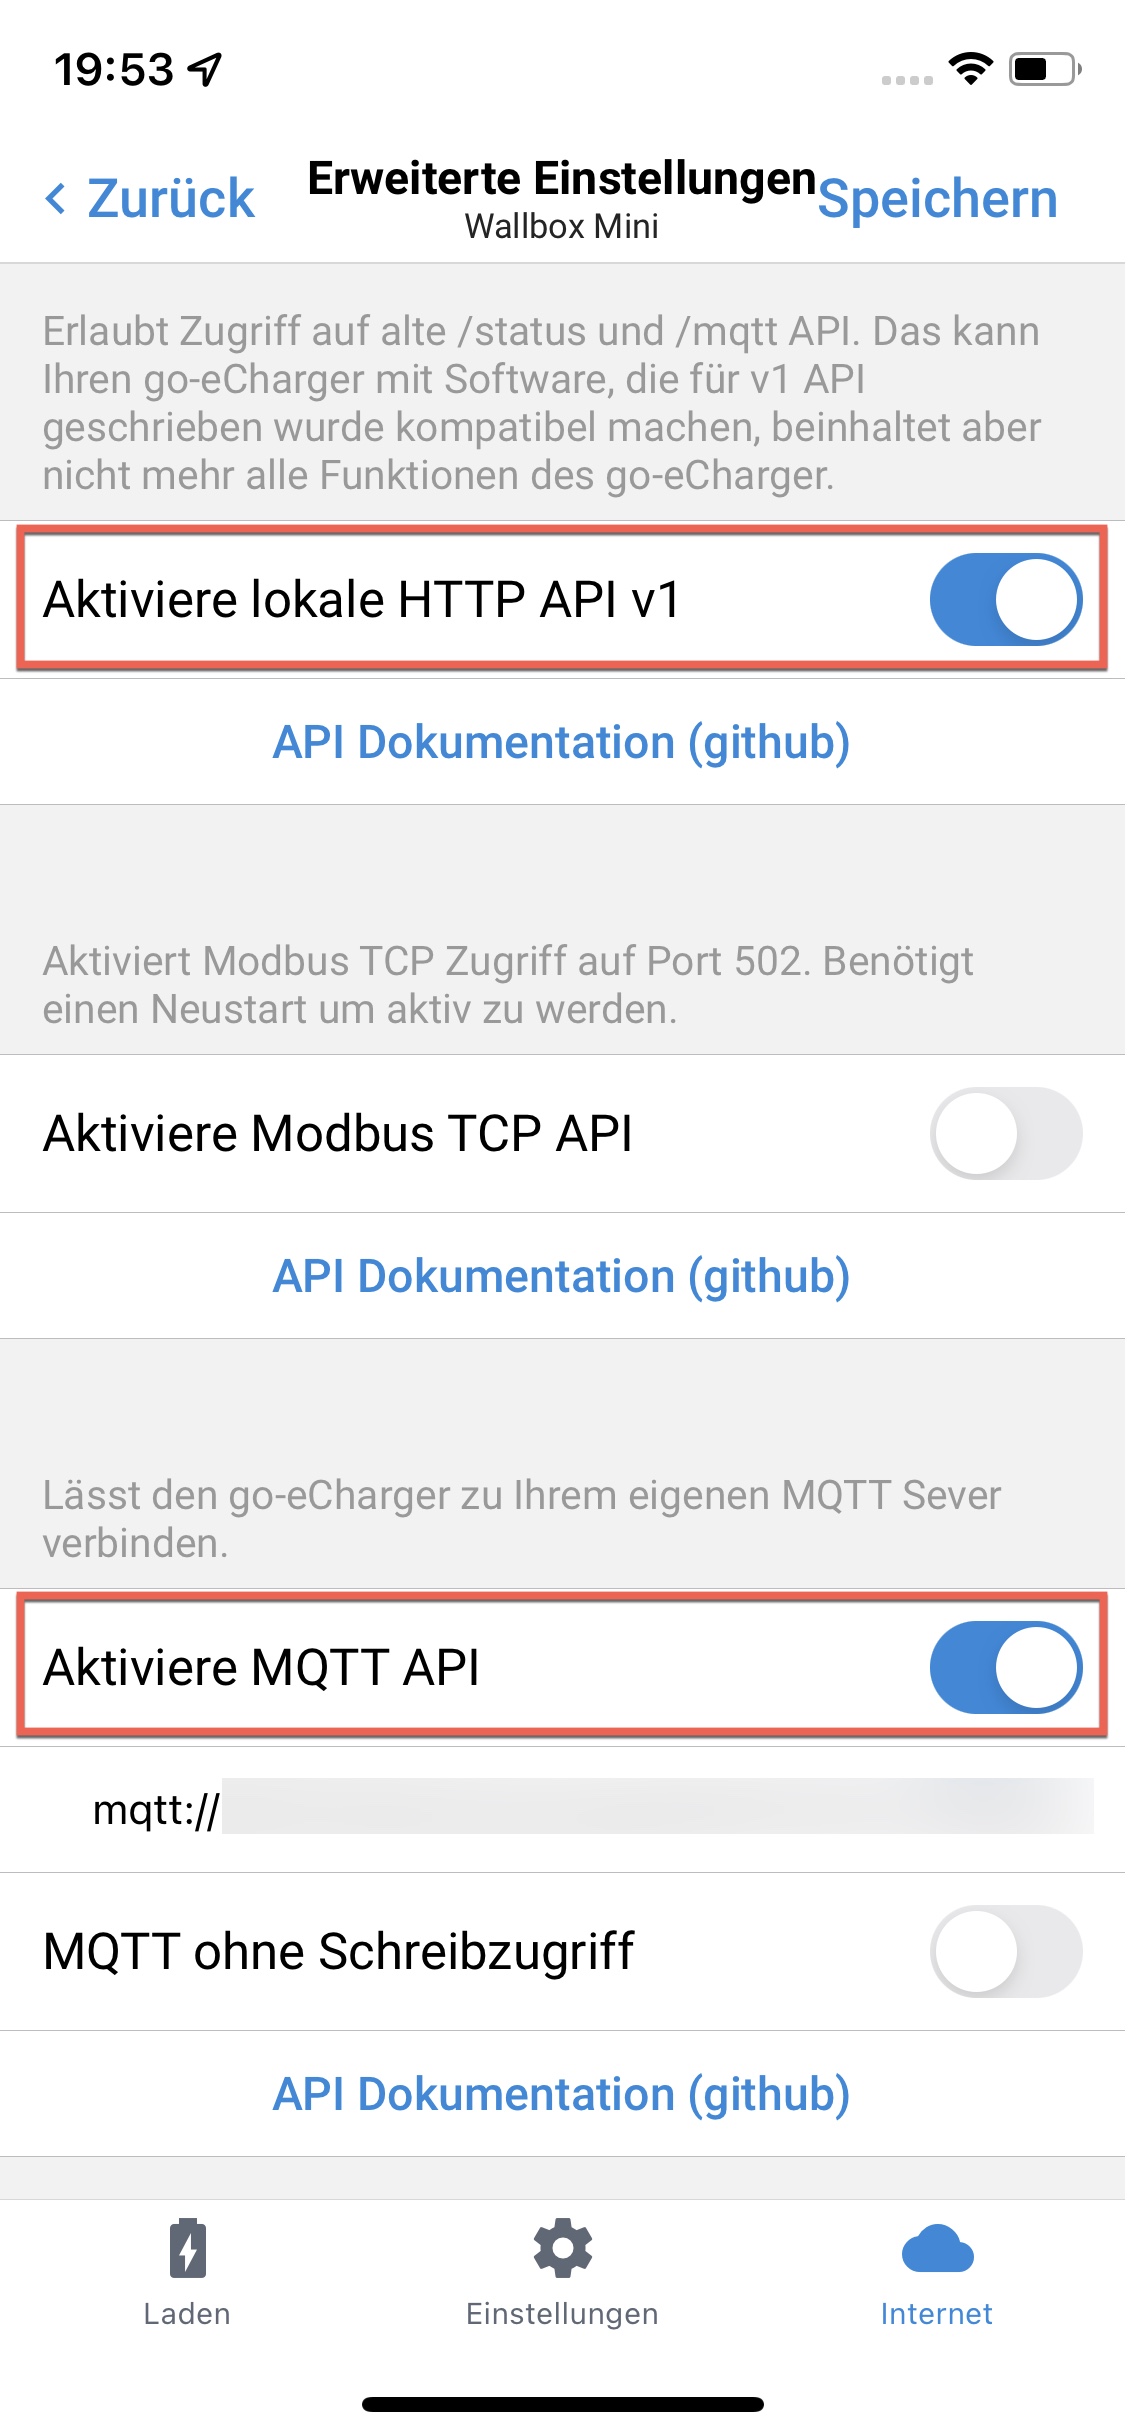 19:53
Zurück
Erweiterte Einstellungen
Wallbox Mini
Speichern
Erlaubt Zugriff auf alte /status und /mqtt API. Das kann
Ihren go-eCharger mit Software, die für v1 API
geschrieben wurde kompatibel machen, beinhaltet aber
nicht mehr alle Funktionen des go-eCharger.
Aktiviere lokale HTTP API v1
API Dokumentation (github)
Aktiviert Modbus TCP Zugriff auf Port 502. Benötigt
einen Neustart um aktiv zu werden.
Aktiviere Modbus TCP API
API Dokumentation (github)
Lässt den go-eCharger zu Ihrem eigenen MQTT Sever
verbinden.
Aktiviere MQTT API
mqtt://
MQTT ohne Schreibzugriff
API Dokumentation (github)
Laden
Einstellungen
Internet